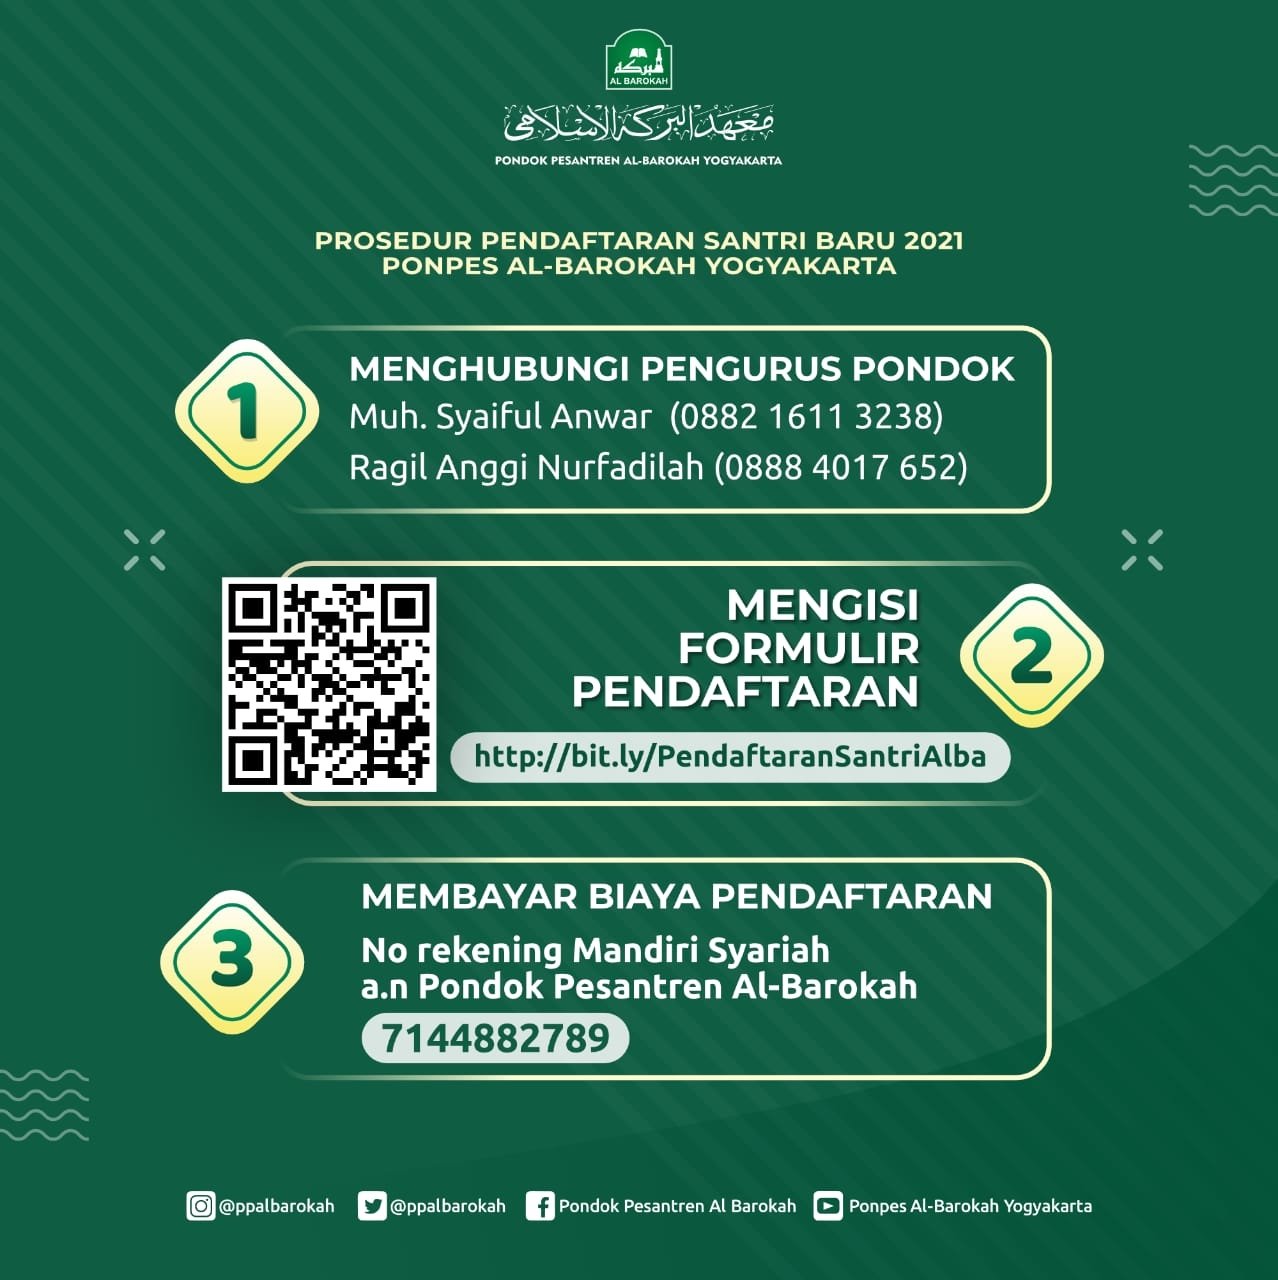 مبركة
AL BAROKAH
معهد البركة الإسلامي
PONDOK PESANTREN AL-BAROKAH YOGYAKARTA
PROSEDUR PENDAFTARAN SANTRI BARU 2021
PONPES AL-BAROKAH YOGYAKARTA
1
MENGHUBUNGI PENGURUS PONDOK
Muh. Syaiful Anwar (0882 1611 3238)
Ragil Anggi Nurfadilah (0888 4017 652)
MENGISI
FORMULIR
PENDAFTARAN
2
http://bit.ly/PendaftaranSantriAlba
3
MEMBAYAR BIAYA PENDAFTARAN
No rekening Mandiri Syariah
a.n Pondok Pesantren Al-Barokah
7144882789
@ppalbarokah @ppalbarokah Pondok Pesantren Al Barokah Ponpes Al-Barokah Yogyakarta